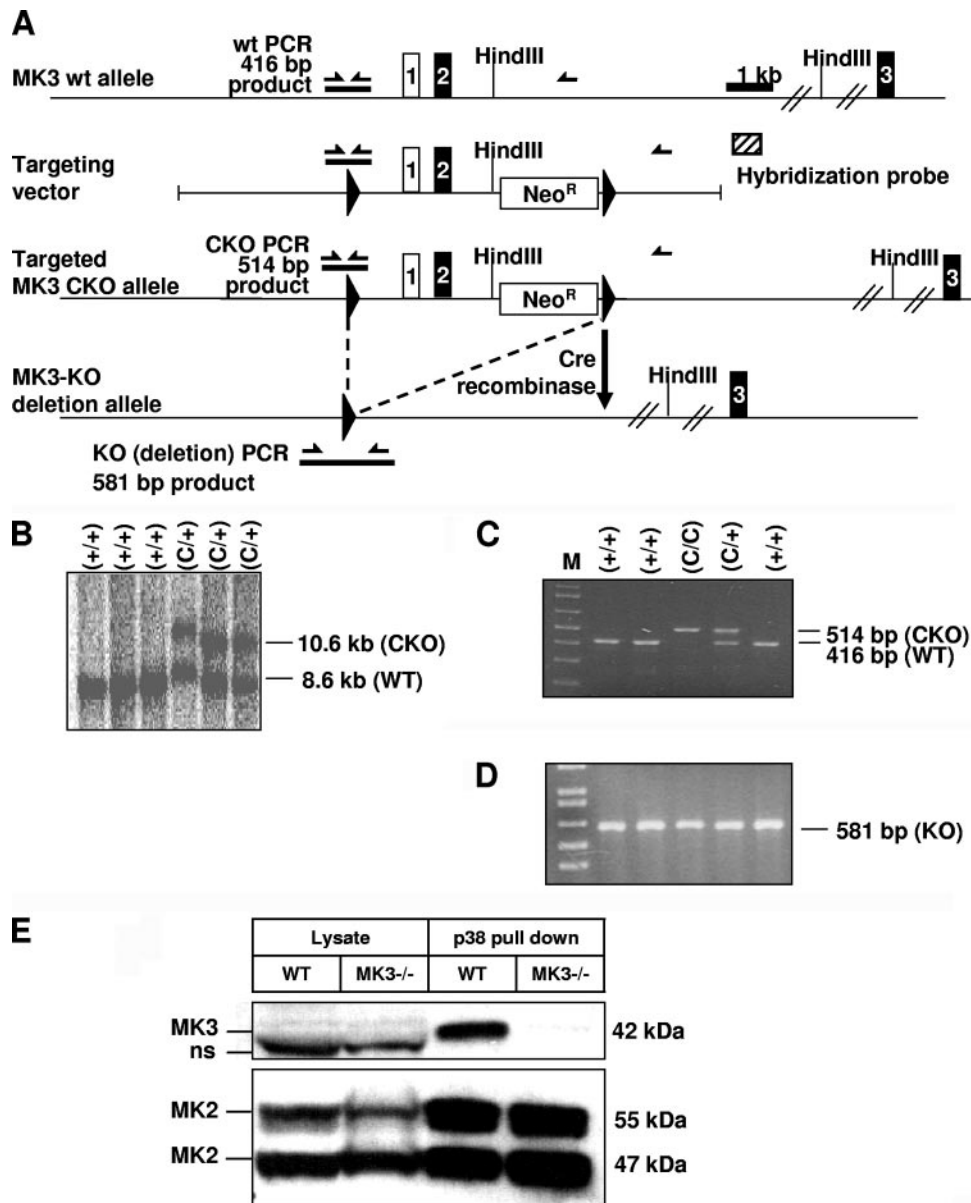 A
wt PCR
416 bp
product
MK3 wt allele
1
2
HindIII
1 kb
HindIII
3
Targeting
vector
1
2
HindIII
Neo^R
Hybridization probe
Targeted
MK3 CKO allele
CKO PCR
514 bp
product
1
2
HindIII
Neo^R
HindIII
3
MK3-KO
deletion allele
Cre
recombinase
HindIII
3
KO (deletion) PCR
581 bp product
B
(+/+) (+/+) (+/+) (C/+) (C/+) (C/+)
10.6 kb (CKO)
8.6 kb (WT)
C
M (+/+) (+/+) (C/C) (C/+) (+/+)
514 bp (CKO)
416 bp (WT)
D
581 bp (KO)
E
Lysate p38 pull down
WT MK3-/- WT MK3-/-
MK3 42 kDa
ns
MK2 55 kDa
MK2 47 kDa